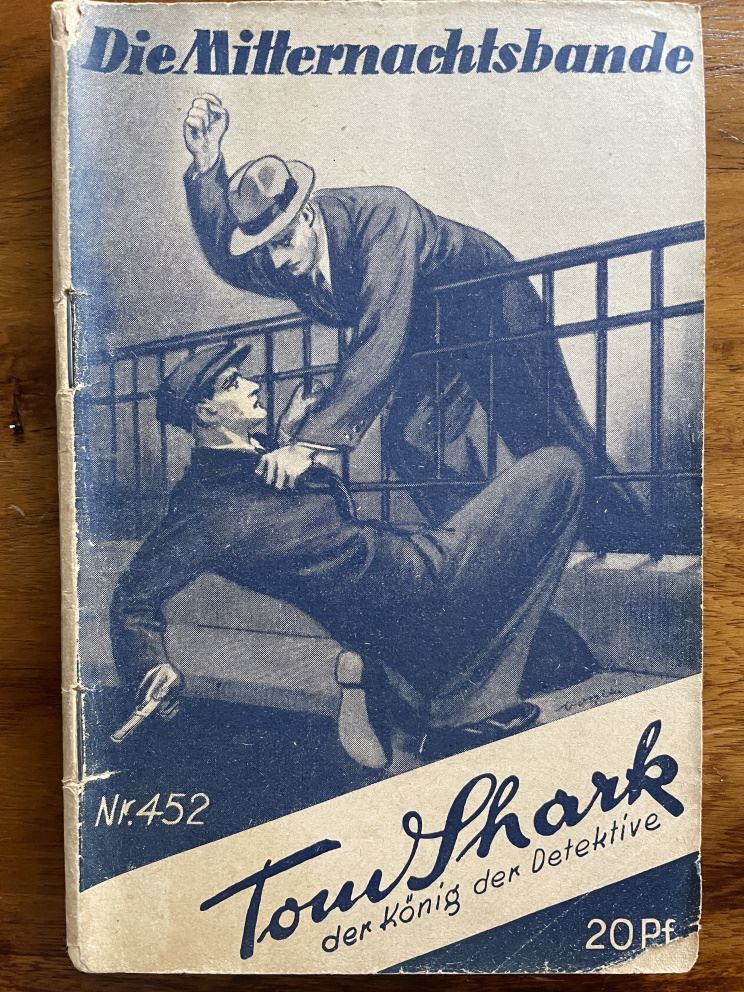 Die Mitternachtsbande
Nr. 452
Tom Shark
der König der Detektive
20 Pf